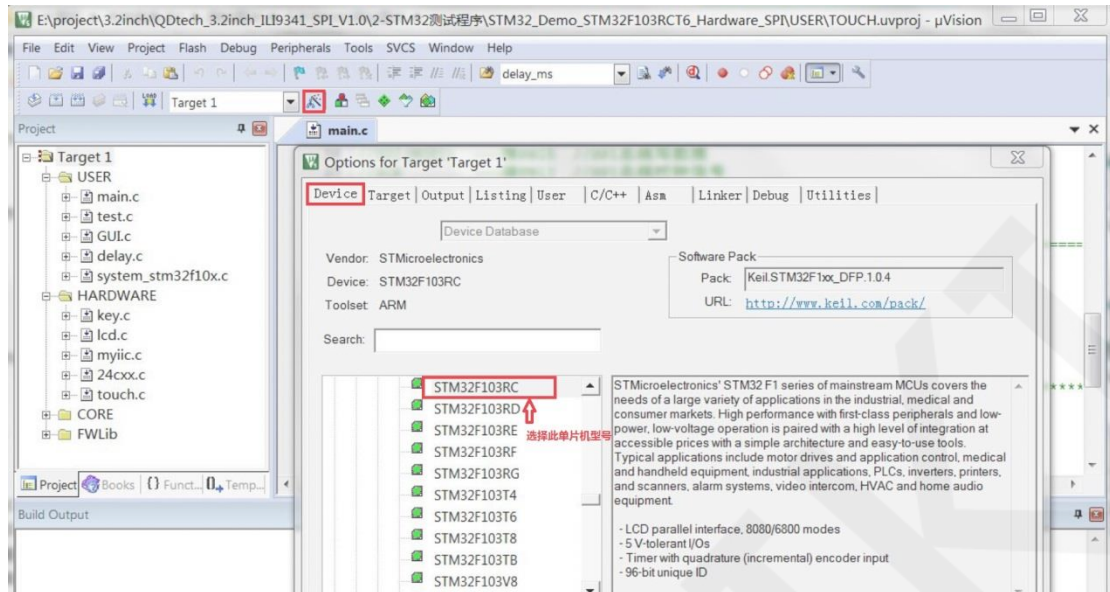 E:\project\3.2inch\QDtech_3.2inch_ILI9341_SPI_V1.0\2-STM32测试程序\STM32_Demo_STM32F103RCT6_Hardware_SPI\USER\TOUCH.uvproj - µVision
File Edit View Project Flash Debug Peripherals Tools SVCS Window Help
delay_ms
Target 1
Project
main.c
Target 1
USER
main.c
test.c
GUI.c
delay.c
system_stm32f10x.c
HARDWARE
key.c
lcd.c
myiic.c
24cxx.c
touch.c
CORE
FWLib
Project Books Funct... Temp...
Build Output
Options for Target 'Target 1'
Device Target Output Listing User C/C++ Asm Linker Debug Utilities
Device Database
Vendor: STMicroelectronics
Device: STM32F103RC
Toolset: ARM
Search:
Software Pack
Pack: Keil.STM32F1xx_DFP.1.0.4
URL: http://www.keil.com/pack/
STM32F103RC
STM32F103RD
STM32F103RE
STM32F103RF
STM32F103RG
STM32F103T4
STM32F103T6
STM32F103T8
STM32F103TB
STM32F103V8
选择此单片机型号
STMicroelectronics' STM32 F1 series of mainstream MCUs covers the
needs of a large variety of applications in the industrial, medical and
consumer markets. High performance with first-class peripherals and low-
power, low-voltage operation is paired with a high level of integration at
accessible prices with a simple architecture and easy-to-use tools.
Typical applications include motor drives and application control, medical
and handheld equipment, industrial applications, PLCs, inverters, printers,
and scanners, alarm systems, video intercom, HVAC and home audio
equipment.
- LCD parallel interface, 8080/6800 modes
- 5 V-tolerant I/Os
- Timer with quadrature (incremental) encoder input
- 96-bit unique ID